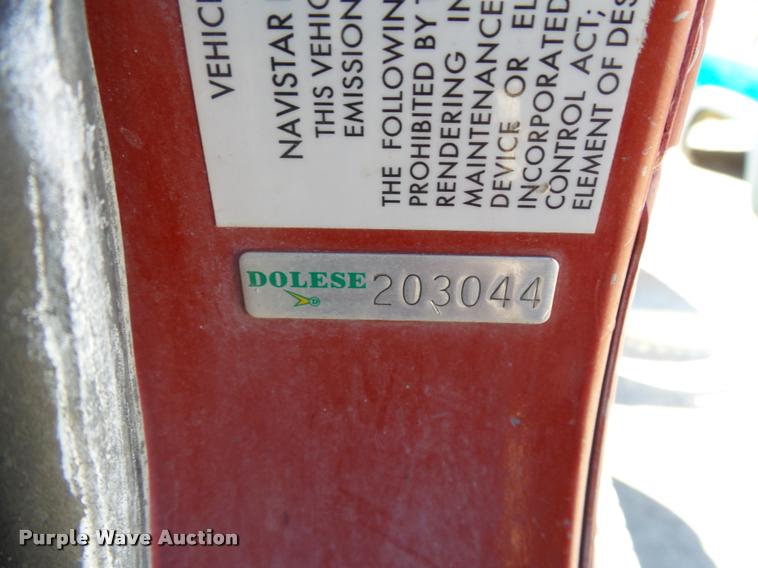 VEHIC
NAVISTAR
THIS VEHIC
EMISSION
THE FOLLOWING
PROHIBITED BY T
RENDERING IN
MAINTENANCE
DEVICE OR EL
INCORPORATED
CONTROL ACT;
ELEMENT OF DES
DOLESE 203044
D
Purple Wave Auction